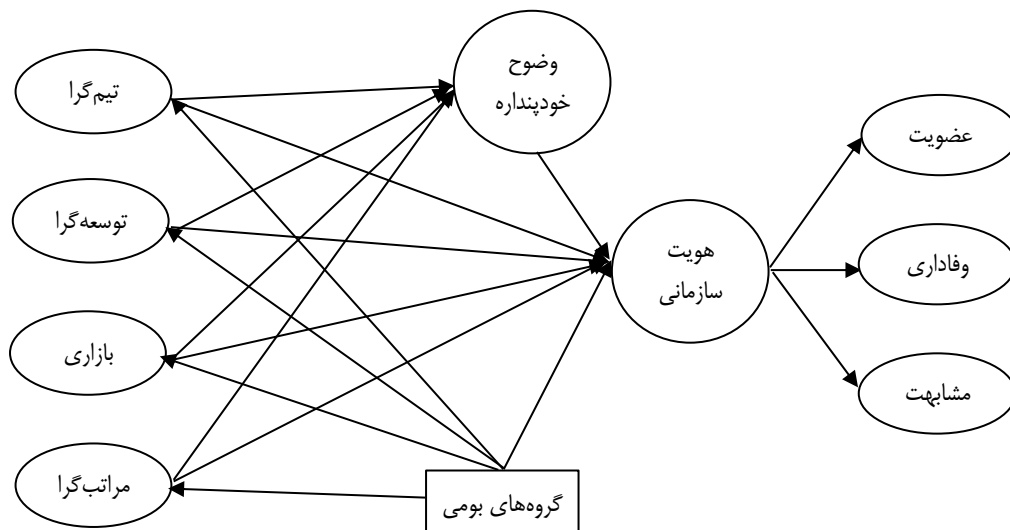 وضوح
خودپنداره
تیم‌گرا
عضویت
توسعه‌گرا
هویت
سازمانی
وفاداری
بازاری
مشابهت
مراتب‌گرا
گروه‌های بومی